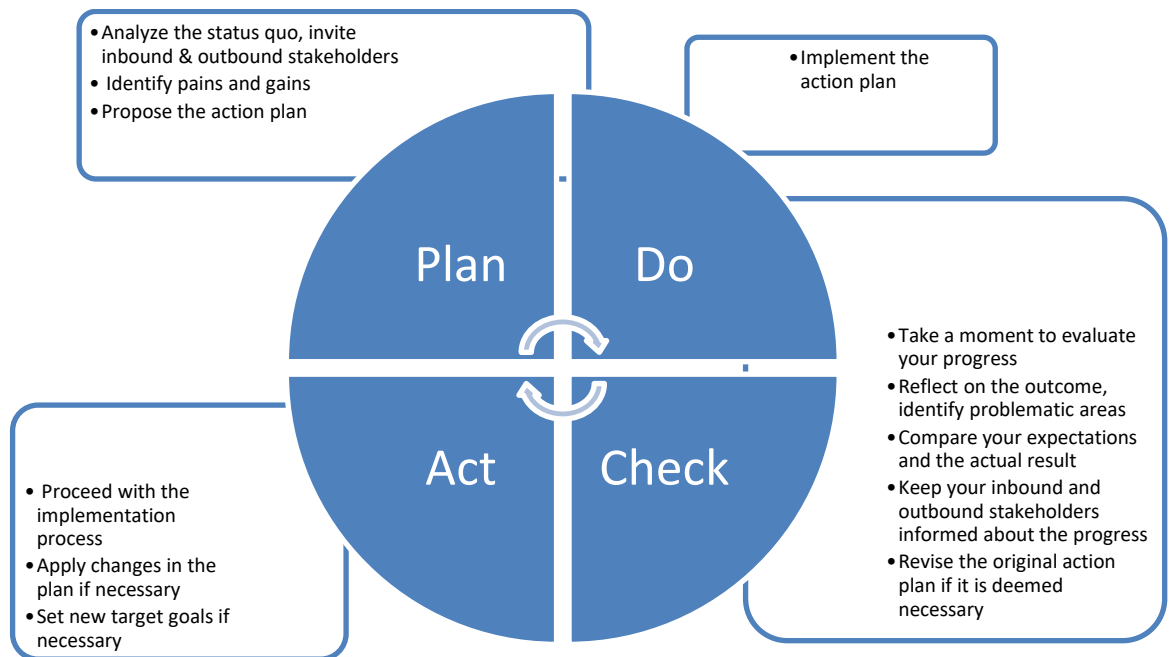 •Analyze the status quo, invite
inbound & outbound stakeholders
• Identify pains and gains
•Propose the action plan
•Implement the
action plan
Plan
Do
•Take a moment to evaluate
your progress
•Reflect on the outcome,
identify problematic areas
•Compare your expectations
and the actual result
•Keep your inbound and
outbound stakeholders
informed about the progress
•Revise the original action
plan if it is deemed
necessary
Act
Check
• Proceed with the
implementation
process
•Apply changes in the
plan if necessary
•Set new target goals if
necessary